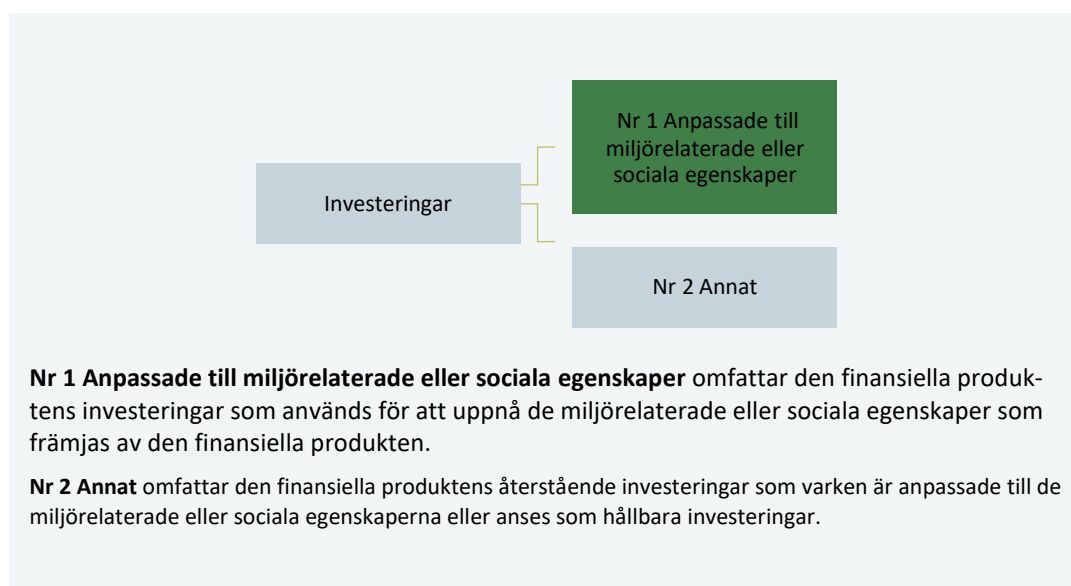 Nr 1 Anpassade till
miljörelaterade eller
sociala egenskaper
Investeringar
Nr 2 Annat
Nr 1 Anpassade till miljörelaterade eller sociala egenskaper omfattar den finansiella produk-
tens investeringar som används för att uppnå de miljörelaterade eller sociala egenskaper som
främjas av den finansiella produkten.
Nr 2 Annat omfattar den finansiella produktens återstående investeringar som varken är anpassade till de
miljörelaterade eller sociala egenskaperna eller anses som hållbara investeringar.